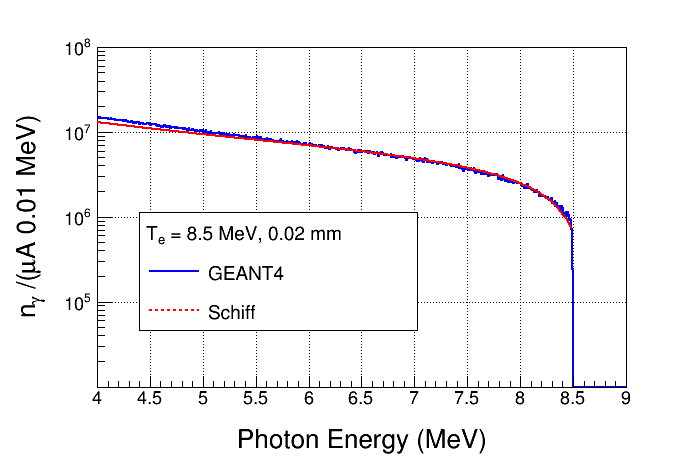 10⁸
10⁷
10⁶
10⁵
n_γ /(μA 0.01 MeV)
T_e = 8.5 MeV, 0.02 mm
GEANT4
Schiff
4 4.5 5 5.5 6 6.5 7 7.5 8 8.5 9
Photon Energy (MeV)